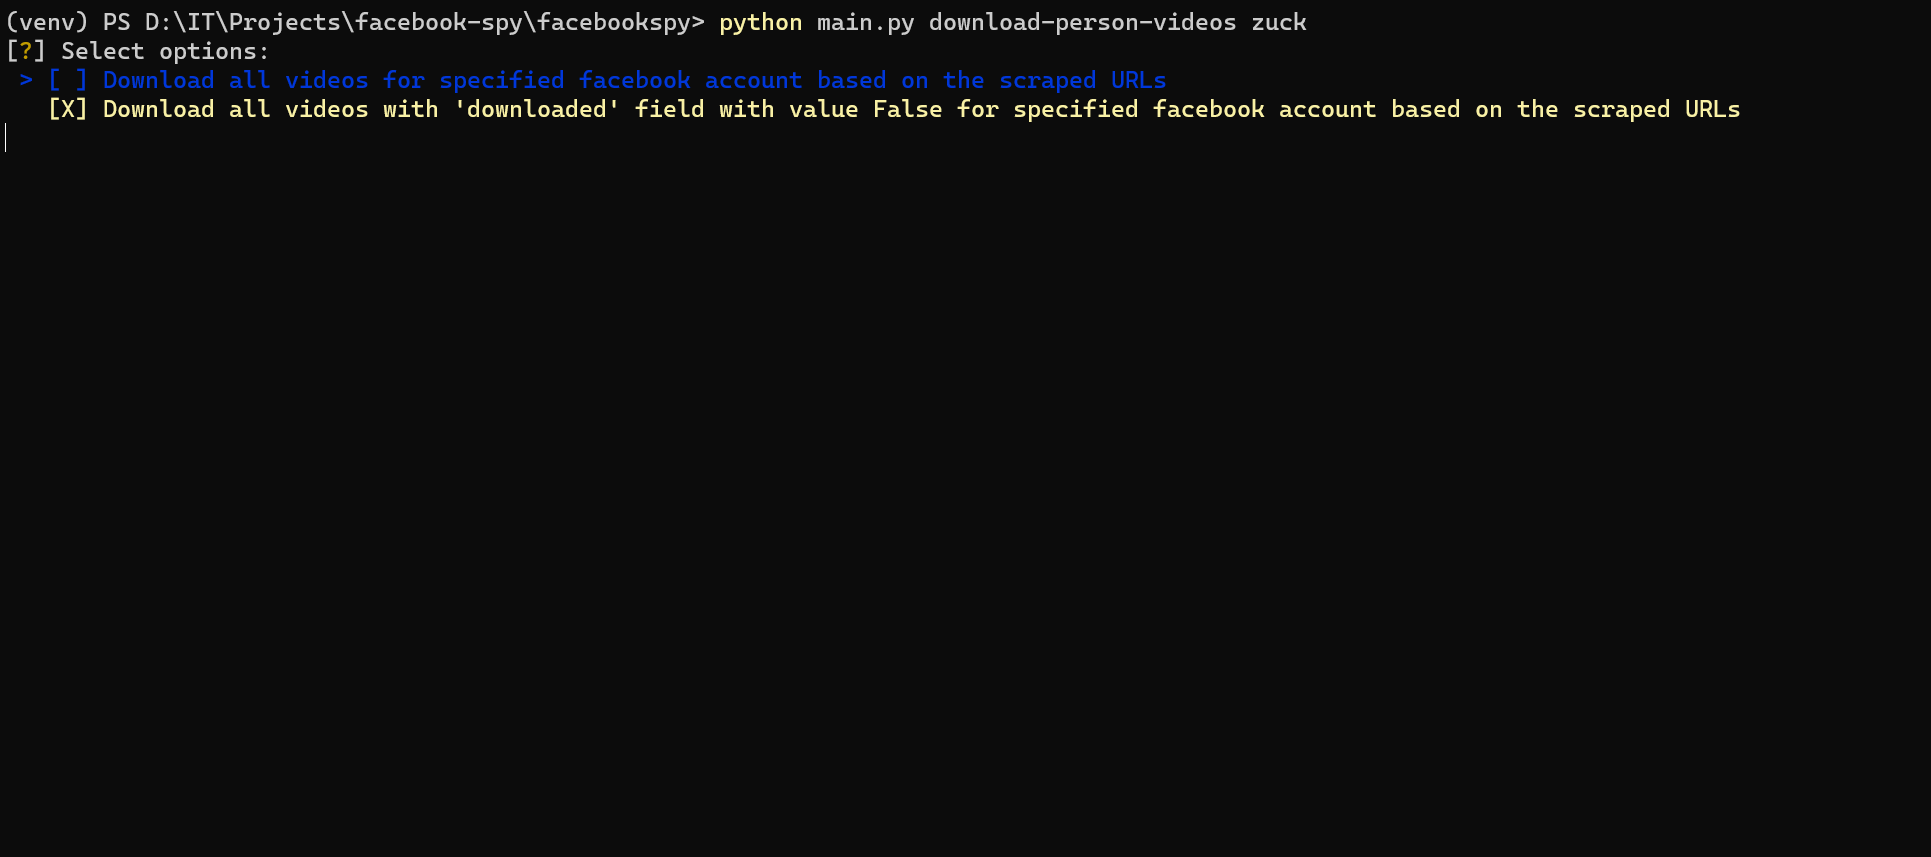 (venv) PS D:\IT\Projects\facebook-spy\facebookspy> python main.py download-person-videos zuck
[?] Select options:
 > [ ] Download all videos for specified facebook account based on the scraped URLs
   [X] Download all videos with 'downloaded' field with value False for specified facebook account based on the scraped URLs